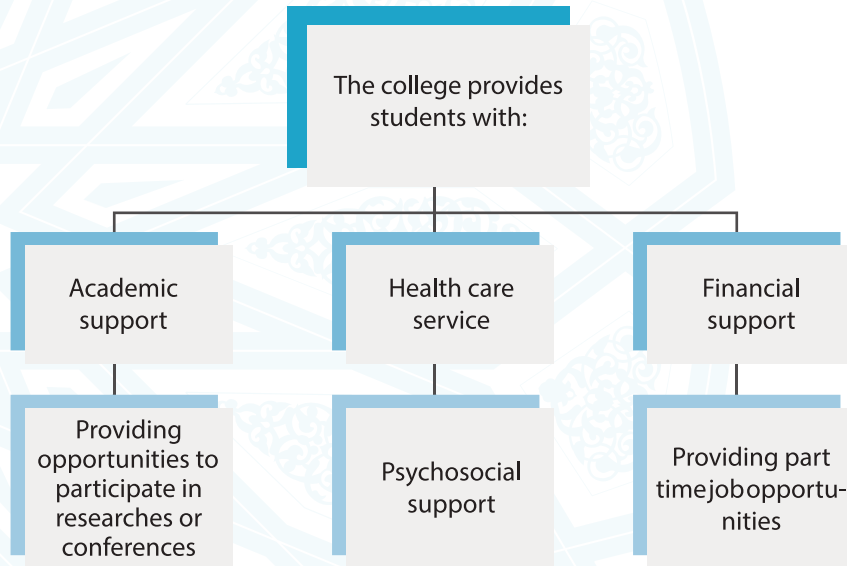 The college provides
students with:
Academic
support
Health care
service
Financial
support
Providing
opportunities to
participate in
researches or
conferences
Psychosocial
support
Providing part
timejobopportu-
nities